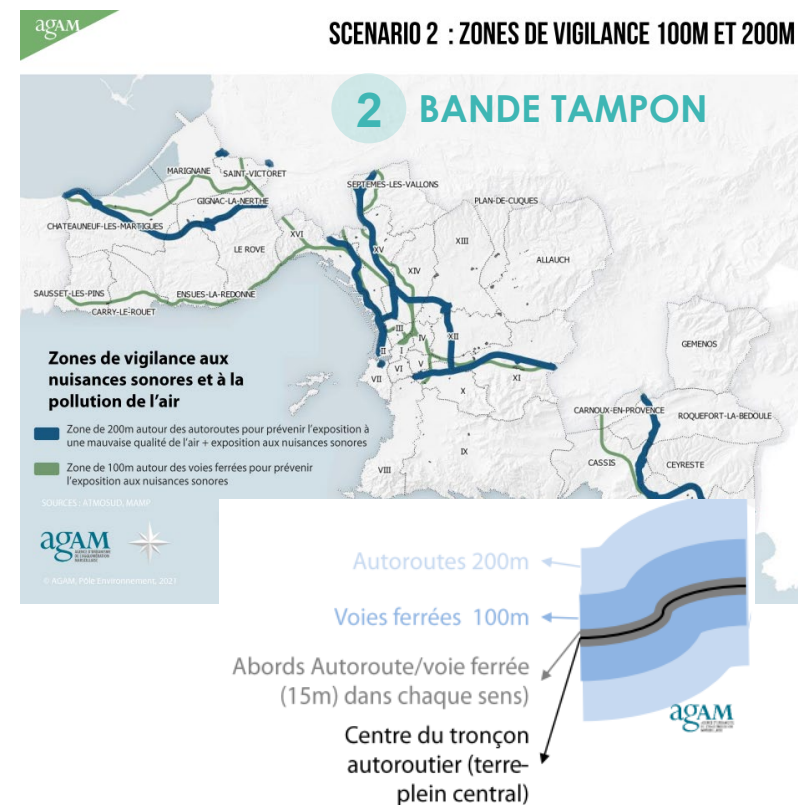 agam
SCENARIO 2 : ZONES DE VIGILANCE 100M ET 200M
2 BANDE TAMPON
MARIGNANE
SAINT-VICTORET
SEPTEMES-LES-VALLONS
PLAN-DE-CUQUES
GIGNAC-LA-NERTHE
CHATEAUNEUF-LES-MARTIGUES
XVI
XV
XIII
LE ROVE
ALLAUCH
XIV
SAUSSET-LES-PINS
ENSUES-LA-REDONNE
CARRY-LE-ROUET
III
IV
XII
II
I
V
GEMENOS
VI
VII
X
XI
Zones de vigilance aux
nuisances sonores et à la
pollution de l'air
CARNOUX-EN-PROVENCE
ROQUEFORT-LA-BEDOULE
Zone de 200m autour des autoroutes pour prévenir l'exposition à
une mauvaise qualité de l'air + exposition aux nuisances sonores
IX
VIII
CASSIS
CEYRESTE
Zone de 100m autour des voies ferrées pour prévenir
l'exposition aux nuisances sonores
SOURCES : ATMOSUD, MAMP
agam
AGENCE D'URBANISME
DE L'AGGLOMÉRATION
MARSEILLAISE
© AGAM, Pôle Environnement, 2021
Autoroutes 200m
Voies ferrées 100m
Abords Autoroute/voie ferrée
(15m) dans chaque sens)
agam
Centre du tronçon
autoroutier (terre-
plein central)